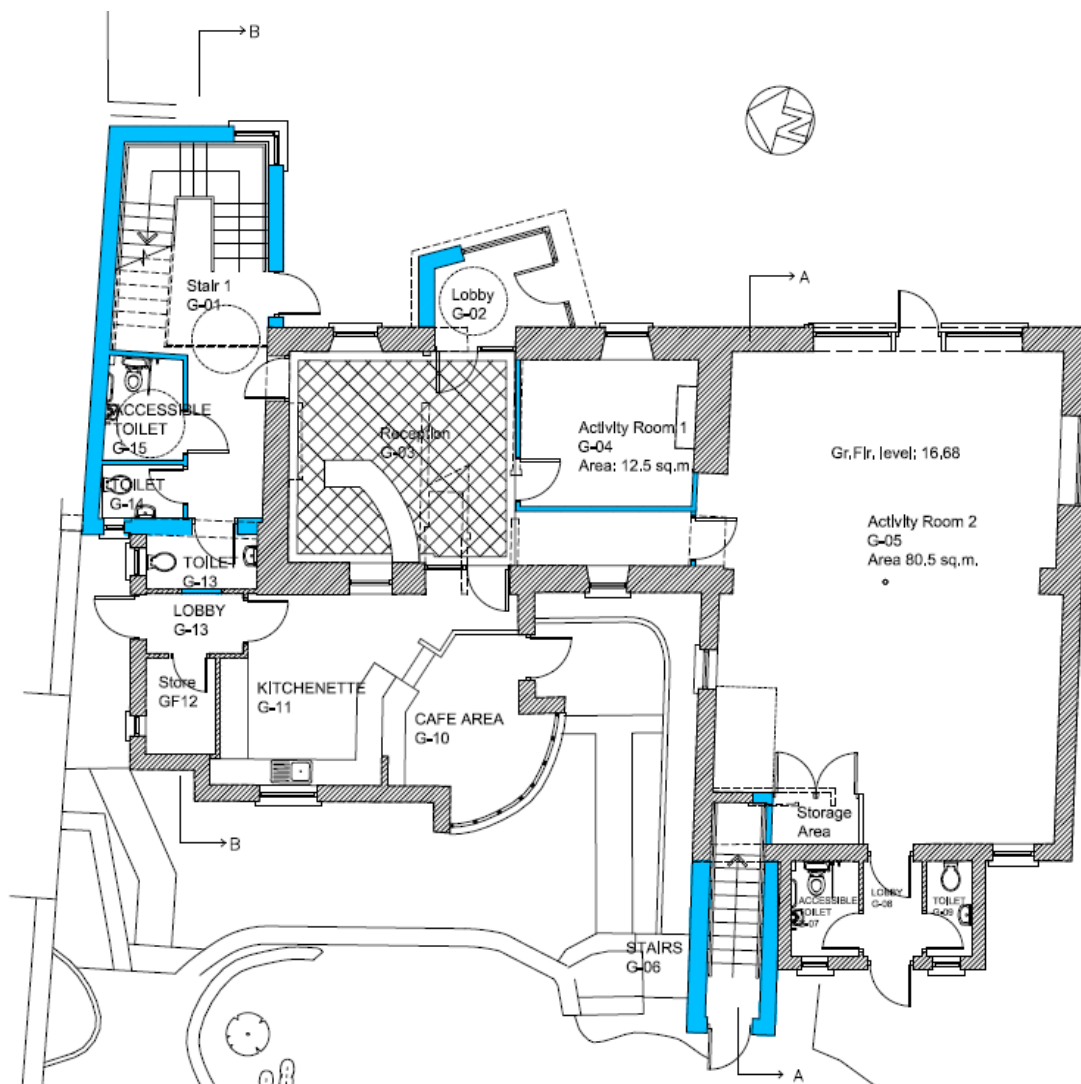 B
N
A
Stair 1
G-01
Lobby
G-02
ACCESSIBLE
TOILET
G-15
Reception
G-03
Activity Room 1
G-04
Area: 12.5 sq.m.
Gr.Flr. level: 16,68
TOILET
G-14
Activity Room 2
G-05
Area 80.5 sq.m.
TOILET
G-13
LOBBY
G-13
Store
GF12
KITCHENETTE
G-11
CAFE AREA
G-10
B
Storage
Area
ACCESSIBLE
TOILET
G-07
LOBBY
G-08
TOILET
G-09
STAIRS
G-06
A